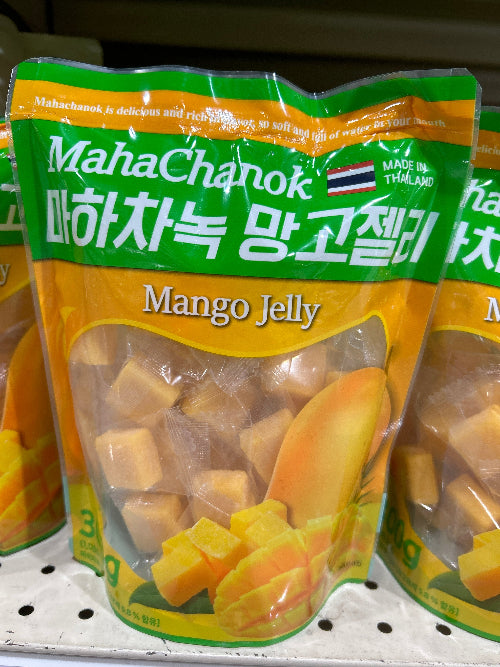 Mahachanok is delicious and rich so soft and full of water in your mouth
MahaChanok
MADE IN
THAILAND
마하차녹 망고젤리
Mango Jelly